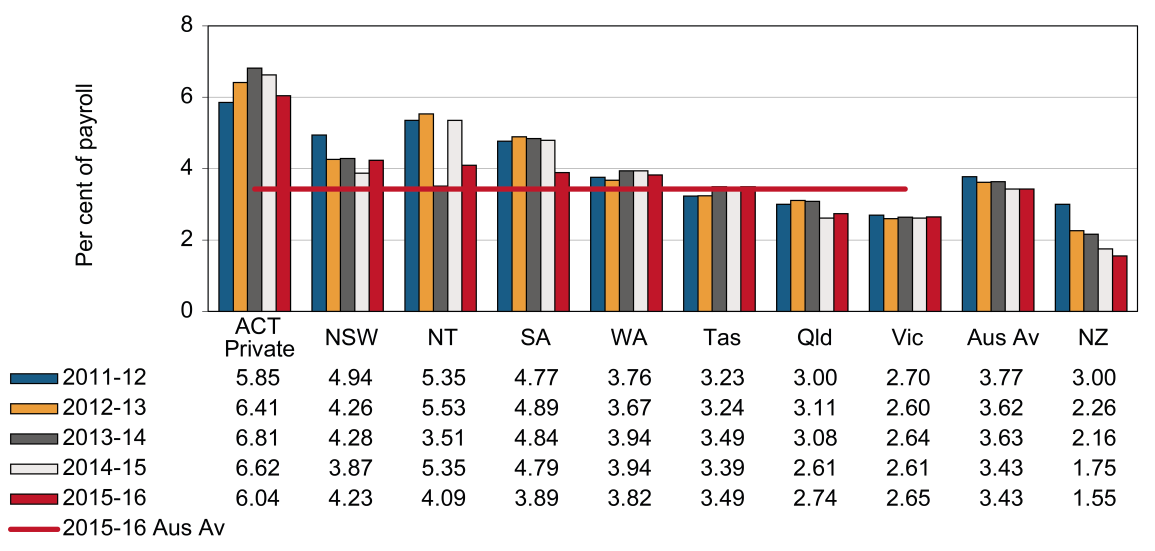 8
6
4
2
0
Per cent of payroll
ACT Private NSW NT SA WA Tas Qld Vic Aus Av NZ
2011-12 5.85 4.94 5.35 4.77 3.76 3.23 3.00 2.70 3.77 3.00
2012-13 6.41 4.26 5.53 4.89 3.67 3.24 3.11 2.60 3.62 2.26
2013-14 6.81 4.28 3.51 4.84 3.94 3.49 3.08 2.64 3.63 2.16
2014-15 6.62 3.87 5.35 4.79 3.94 3.39 2.61 2.61 3.43 1.75
2015-16 6.04 4.23 4.09 3.89 3.82 3.49 2.74 2.65 3.43 1.55
2015-16 Aus Av